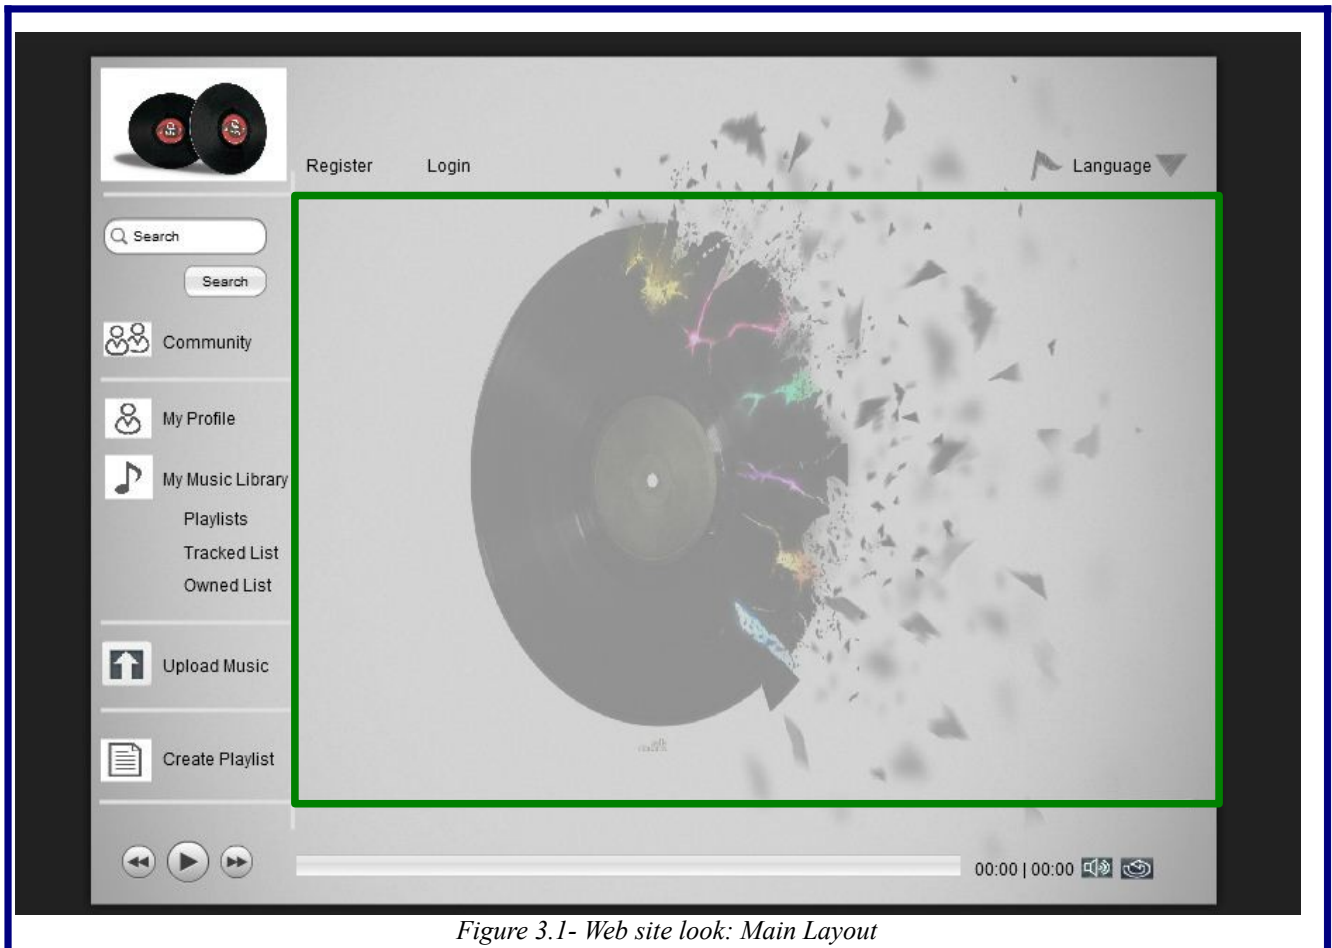 Register
Login
Language
Search
Search
Community
My Profile
My Music Library
Playlists
Tracked List
Owned List
Upload Music
Create Playlist
00:00 | 00:00
Figure 3.1- Web site look: Main Layout